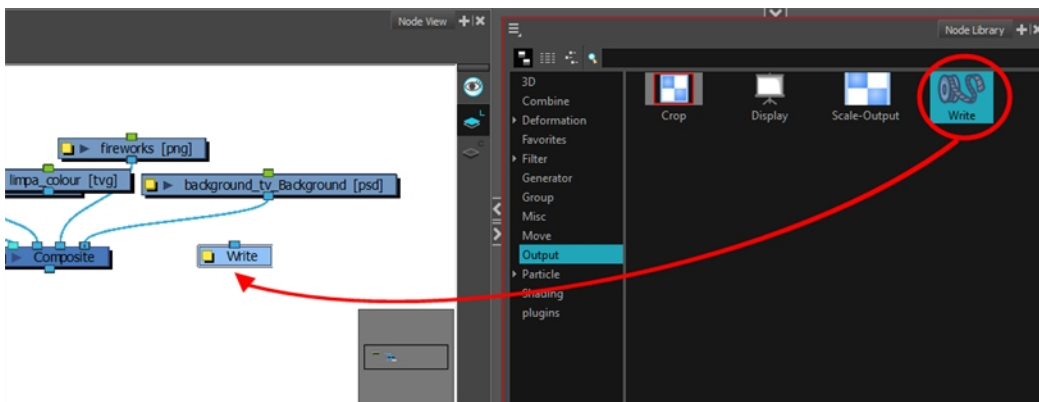 Node View
fireworks [png]
limpa_colour [tvg]
background_tv_Background [psd]
Composite
Write
L
C
Node Library
3D
Combine
Deformation
Favorites
Filter
Generator
Group
Misc
Move
Output
Particle
Shading
plugins
Crop
Display
Scale-Output
Write